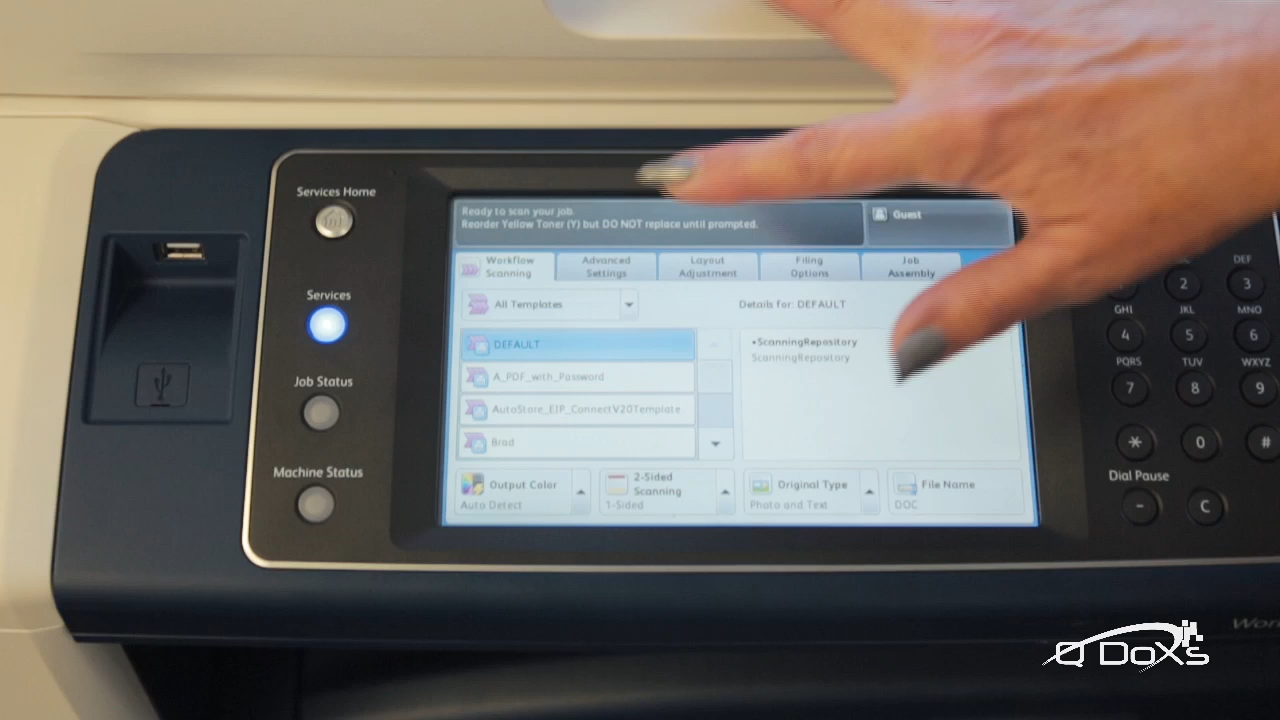 Services Home
Services
Job Status
Machine Status
Ready to scan your job.
Reorder Yellow Toner (Y) but DO NOT replace until prompted.
Guest
Workflow
Scanning
Advanced
Settings
Layout
Adjustment
Filing
Options
Job
Assembly
All Templates
DEFAULT
A_PDF_with_Password
AutoStore_EIP_ConnectV20Template
Brad
Details for: DEFAULT
•ScanningRepository
ScanningRepository
Output Color
Auto Detect
2-Sided
Scanning
1-Sided
Original Type
Photo and Text
File Name
DOC
DEF
2 3
GHI JKL MNO
4 5 6
PQRS TUV WXYZ
7 8 9
* 0 #
Dial Pause
- C
Q DOXS